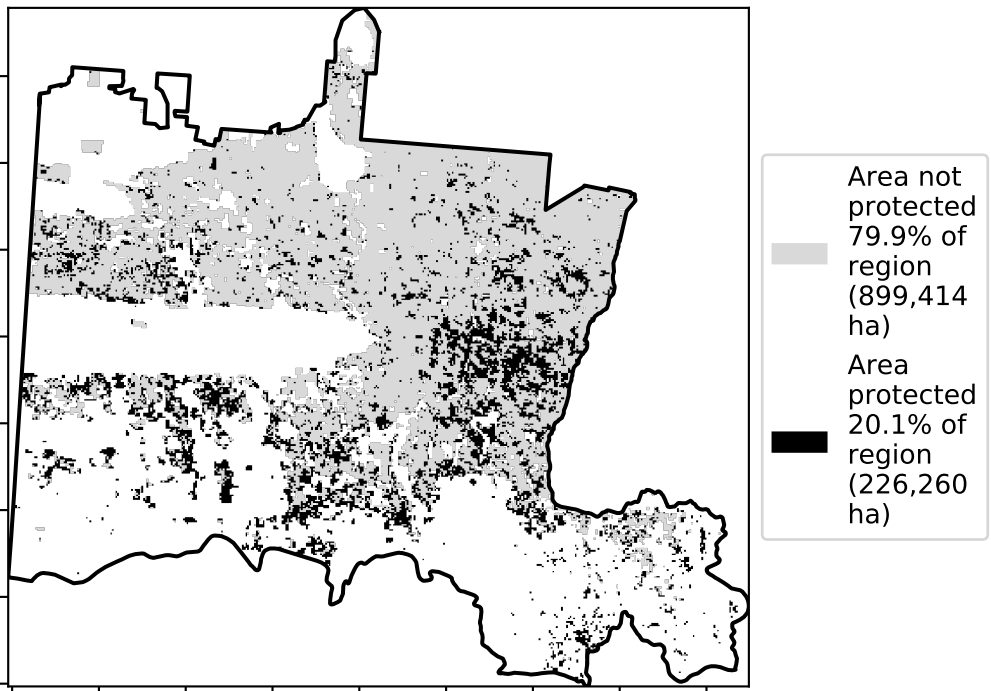 Area not
protected
79.9% of
region
(899,414
ha)
Area
protected
20.1% of
region
(226,260
ha)